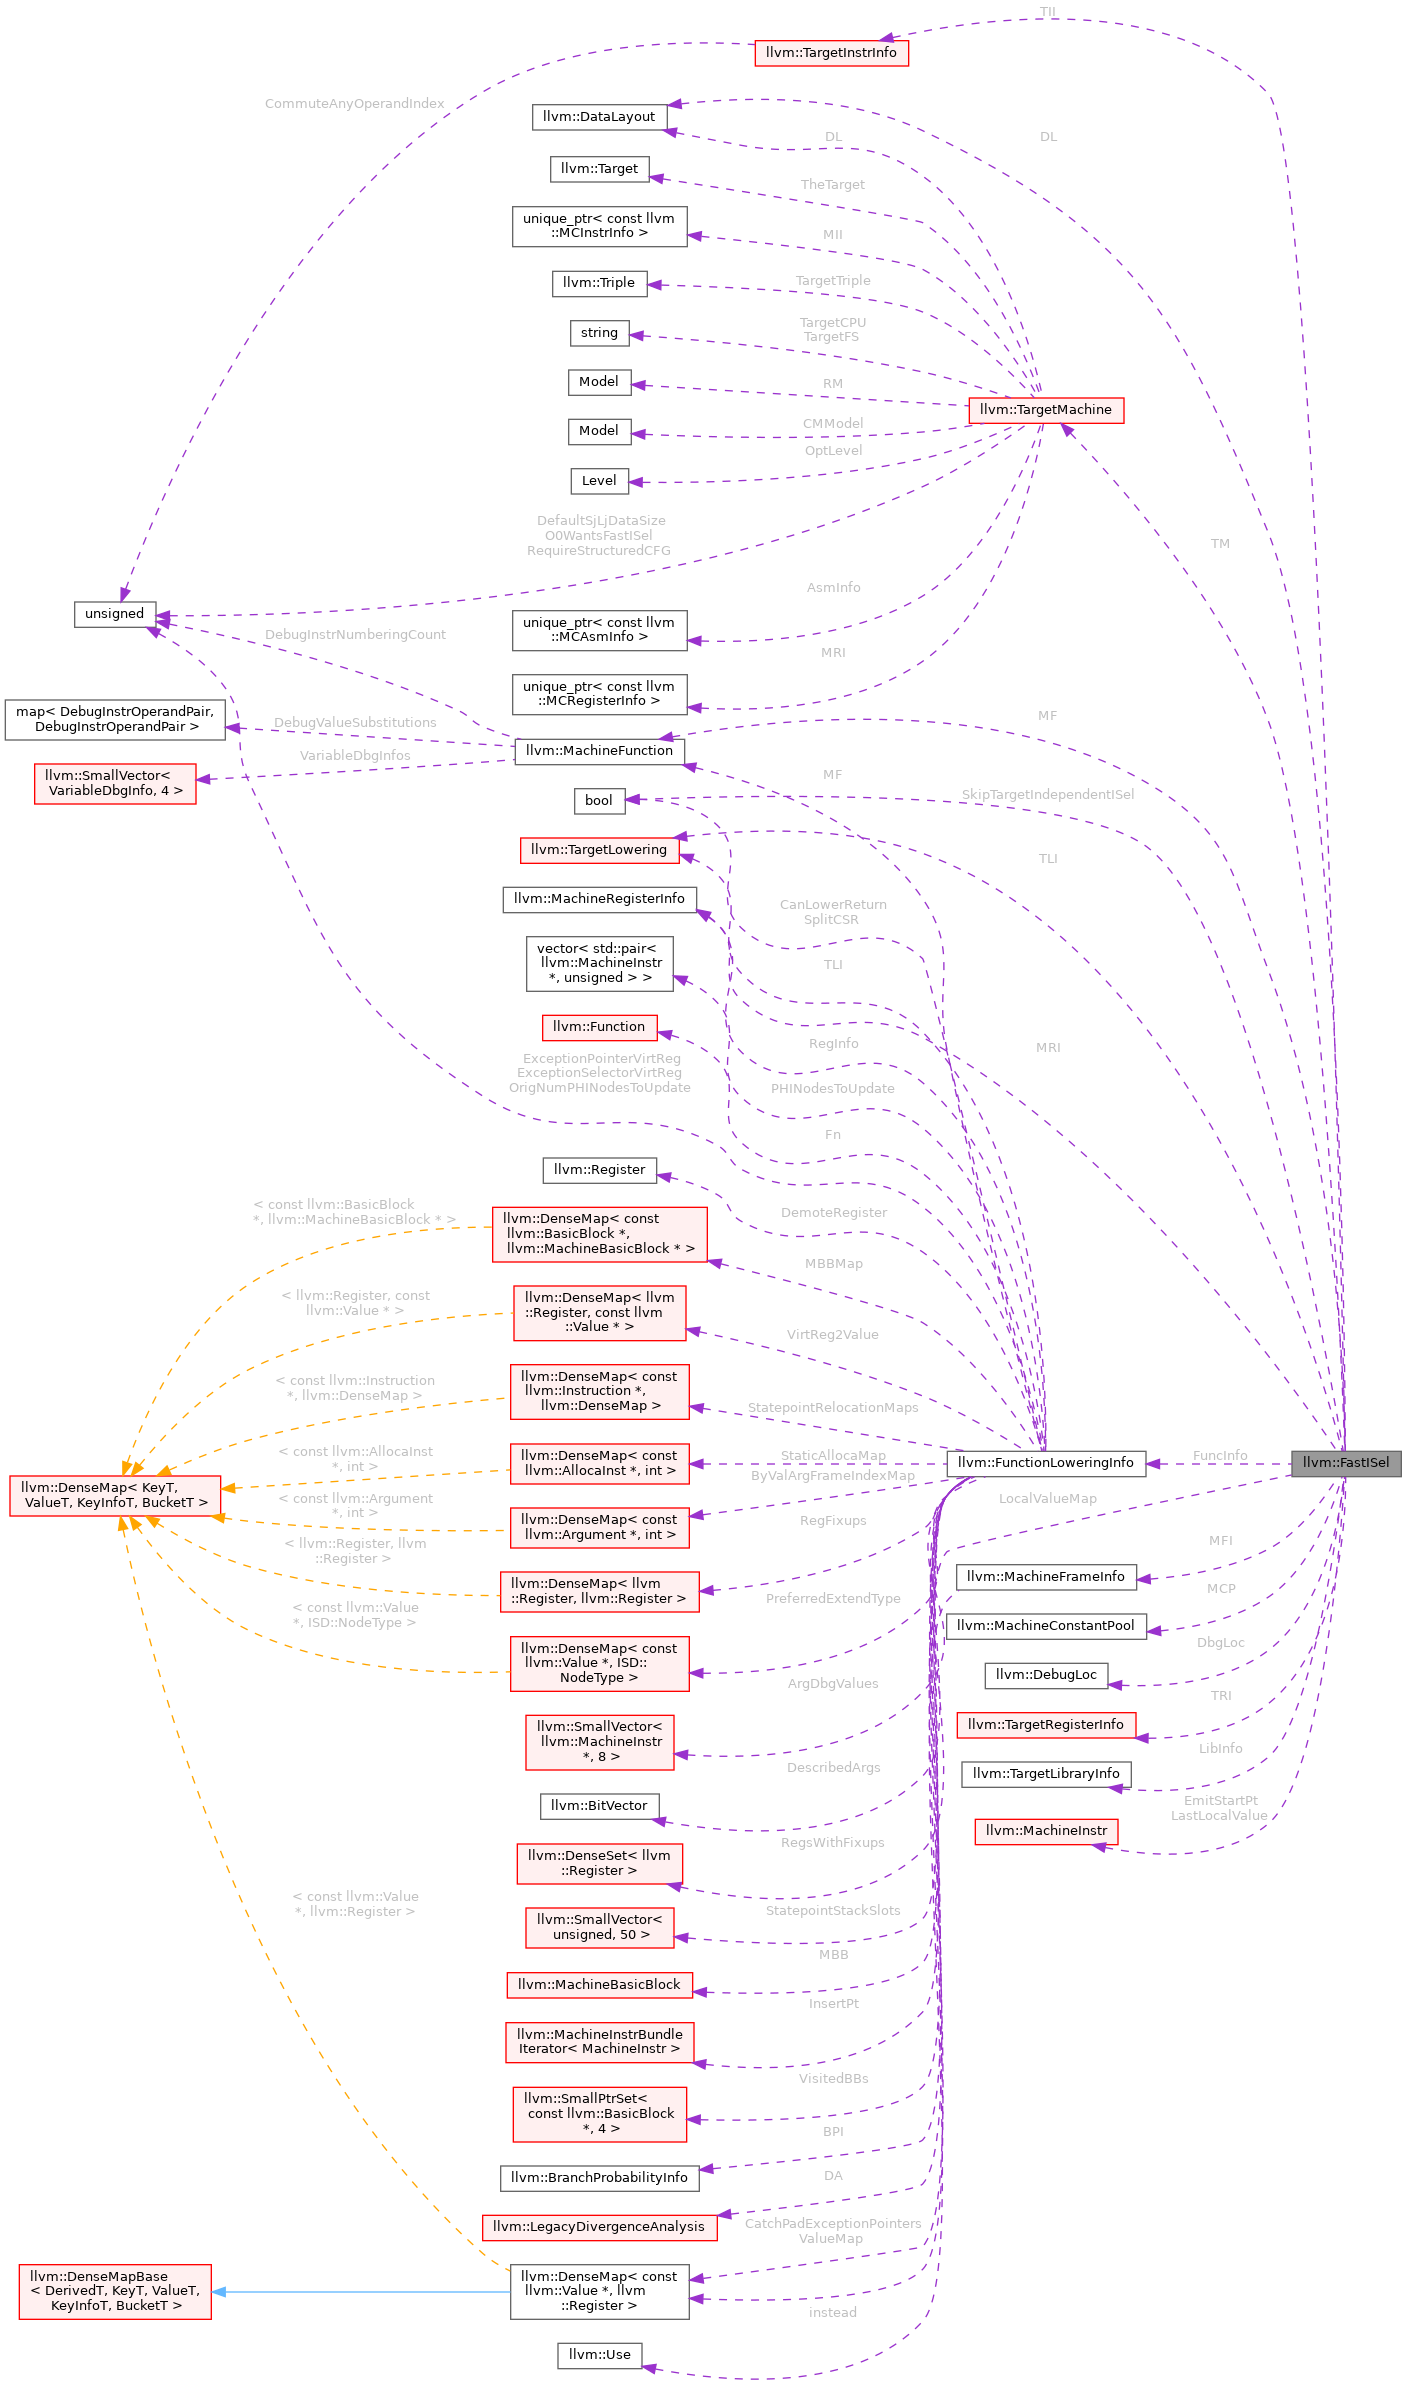 TII
llvm::TargetInstrInfo
CommuteAnyOperandIndex
llvm::DataLayout
DL
DL
llvm::Target
TheTarget
unique_ptr< const llvm
::MCInstrInfo >
MII
llvm::Triple
TargetTriple
string
TargetCPU
TargetFS
Model
RM
llvm::TargetMachine
Model
CMModel
OptLevel
Level
DefaultSjLjDataSize
O0WantsFastISel
RequireStructuredCFG
TM
AsmInfo
unsigned
unique_ptr< const llvm
::MCAsmInfo >
DebugInstrNumberingCount
MRI
unique_ptr< const llvm
::MCRegisterInfo >
map< DebugInstrOperandPair,
DebugInstrOperandPair >
DebugValueSubstitutions
MF
llvm::MachineFunction
VariableDbgInfos
llvm::SmallVector<
VariableDbgInfo, 4 >
MF
bool
SkipTargetIndependentISel
llvm::TargetLowering
TLI
llvm::MachineRegisterInfo
CanLowerReturn
SplitCSR
vector< std::pair<
llvm::MachineInstr
*, unsigned > >
TLI
llvm::Function
RegInfo
MRI
ExceptionPointerVirtReg
ExceptionSelectorVirtReg
OrigNumPHINodesToUpdate
PHINodesToUpdate
Fn
llvm::Register
DemoteRegister
< const llvm::BasicBlock
*, llvm::MachineBasicBlock * >
llvm::DenseMap< const
llvm::BasicBlock *,
llvm::MachineBasicBlock * >
MBBMap
< llvm::Register, const
llvm::Value * >
llvm::DenseMap< llvm
::Register, const llvm
::Value * >
VirtReg2Value
< const llvm::Instruction
*, llvm::DenseMap >
llvm::DenseMap< const
llvm::Instruction *,
llvm::DenseMap >
StatepointRelocationMaps
< const llvm::AllocaInst
*, int >
llvm::DenseMap< const
llvm::AllocaInst *, int >
StaticAllocaMap
llvm::FunctionLoweringInfo
FuncInfo
llvm::FastISel
ByValArgFrameIndexMap
llvm::DenseMap< KeyT,
ValueT, KeyInfoT, BucketT >
< const llvm::Argument
*, int >
llvm::DenseMap< const
llvm::Argument *, int >
LocalValueMap
RegFixups
< llvm::Register, llvm
::Register >
llvm::DenseMap< llvm
::Register, llvm::Register >
MFI
llvm::MachineFrameInfo
MCP
PreferredExtendType
< const llvm::Value
*, ISD::NodeType >
llvm::MachineConstantPool
llvm::DenseMap< const
llvm::Value *, ISD::
NodeType >
DbgLoc
llvm::DebugLoc
ArgDbgValues
TRI
llvm::TargetRegisterInfo
llvm::SmallVector<
llvm::MachineInstr
*, 8 >
LibInfo
llvm::TargetLibraryInfo
DescribedArgs
llvm::BitVector
EmitStartPt
LastLocalValue
llvm::MachineInstr
RegsWithFixups
llvm::DenseSet< llvm
::Register >
< const llvm::Value
*, llvm::Register >
StatepointStackSlots
llvm::SmallVector<
unsigned, 50 >
MBB
llvm::MachineBasicBlock
InsertPt
llvm::MachineInstrBundle
Iterator< MachineInstr >
VisitedBBs
llvm::SmallPtrSet<
const llvm::BasicBlock
*, 4 >
BPI
llvm::BranchProbabilityInfo
DA
llvm::LegacyDivergenceAnalysis
CatchPadExceptionPointers
ValueMap
llvm::DenseMapBase
< DerivedT, KeyT, ValueT,
KeyInfoT, BucketT >
llvm::DenseMap< const
llvm::Value *, llvm
::Register >
instead
llvm::Use